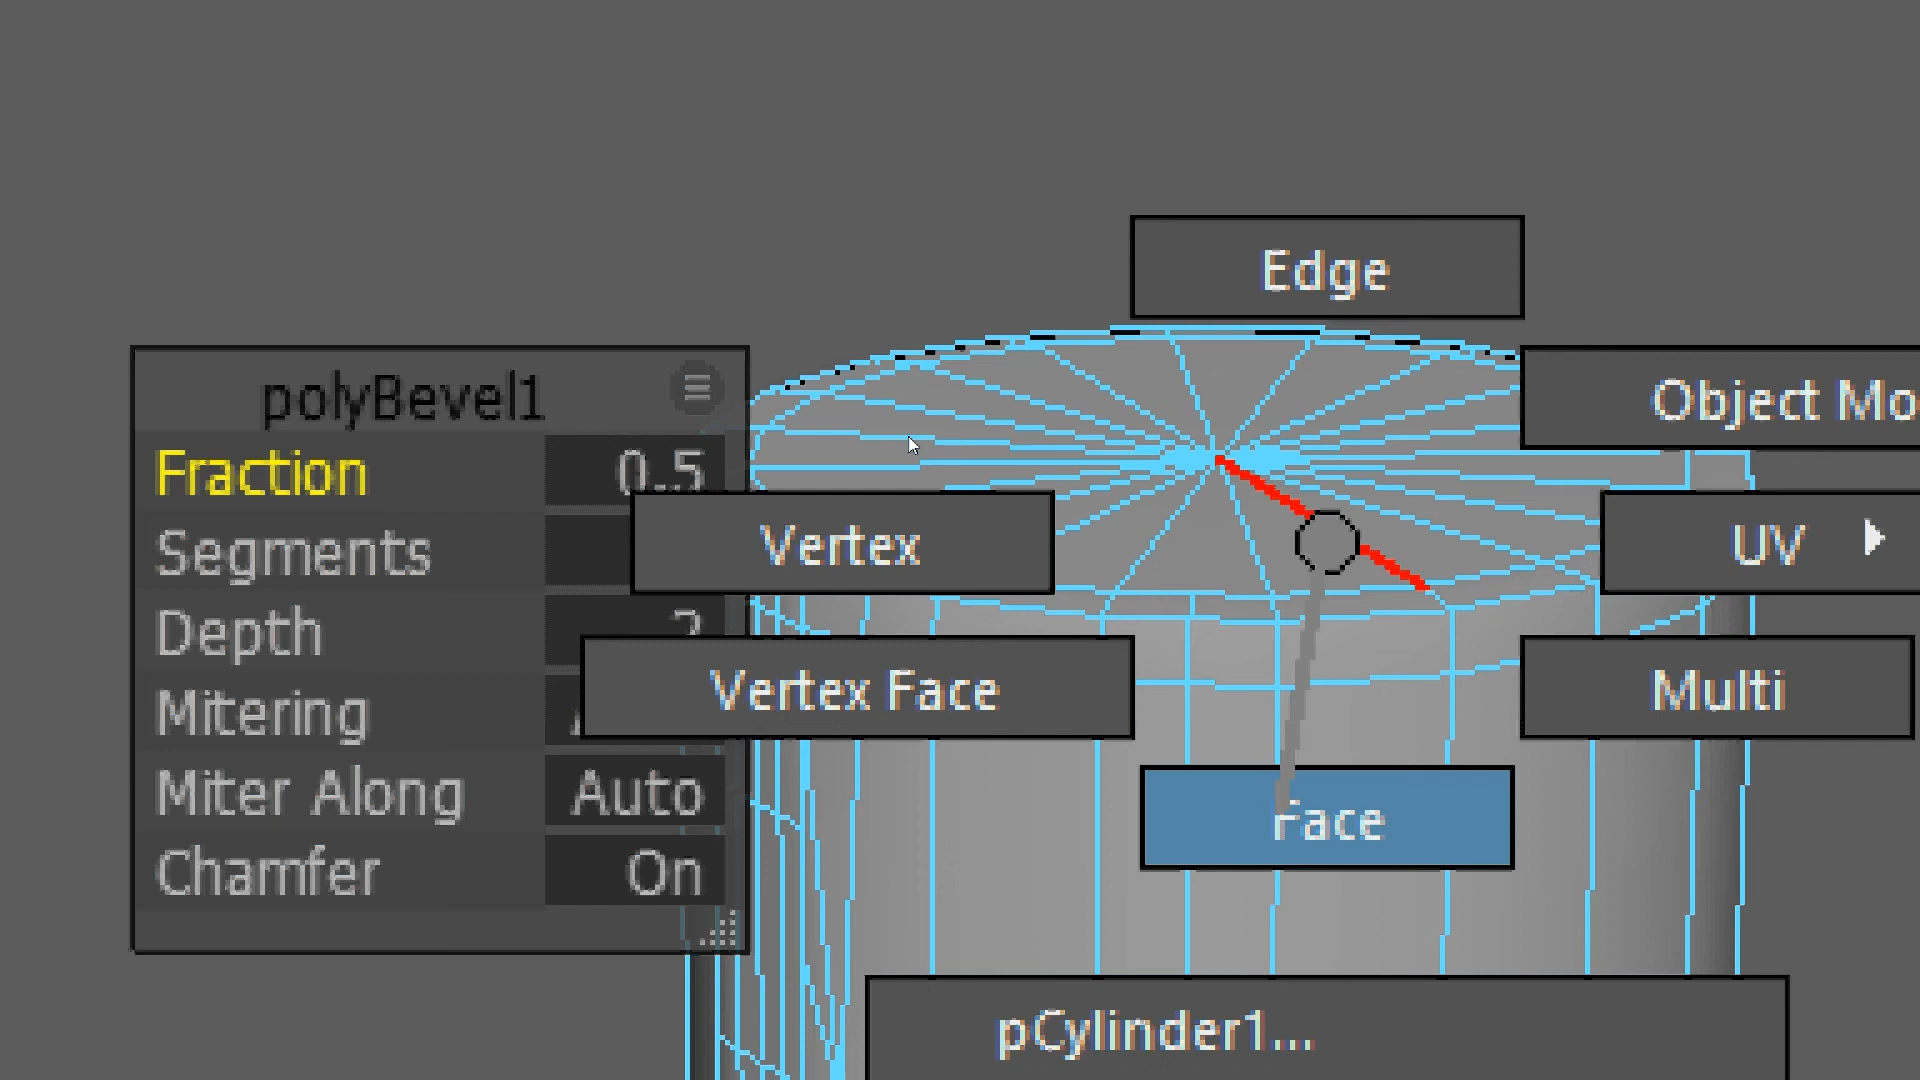 Edge
polyBevel1
Object Mo
Fraction 0.5
Segments
Vertex
UV
Depth
Vertex Face
Multi
Mitering
Miter Along Auto
Face
Chamfer On
pCylinder1...